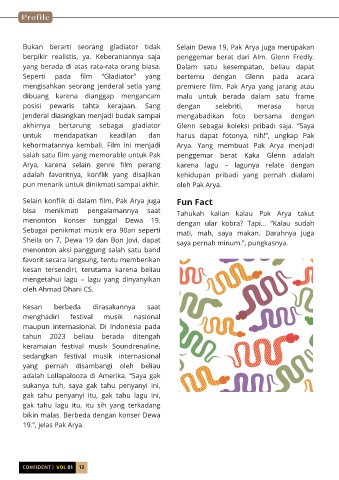 Profile
Bukan berarti seorang gladiator tidak
berpikir realistis, ya. Keberaniannya saja
yang berada di atas rata-rata orang biasa.
Seperti pada film "Gladiator" yang
mengisahkan seorang jenderal setia yang
dibuang karena dianggap mengancam
posisi pewaris tahta kerajaan. Sang
jenderal diasingkan menjadi budak sampai
akhirnya bertarung sebagai gladiator
untuk mendapatkan keadilan dan
kehormatannya kembali. Film ini menjadi
salah satu film yang memorable untuk Pak
Arya, karena selain genre film perang
adalah favoritnya, konflik yang disajikan
pun menarik untuk dinikmati sampai akhir.
Selain konflik di dalam film, Pak Arya juga
bisa menikmati pengalamannya saat
menonton konser tunggal Dewa 19.
Sebagai penikmat musik era 90an seperti
Sheila on 7, Dewa 19 dan Bon Jovi, dapat
menonton aksi panggung salah satu band
favorit secara langsung, tentu memberikan
kesan tersendiri, terutama karena beliau
mengetahui lagu – lagu yang dinyanyikan
oleh Ahmad Dhani CS.
Kesan berbeda dirasakannya saat
menghadiri festival musik nasional
maupun internasional. Di Indonesia pada
tahun 2023 beliau berada ditengah
keramaian festival musik Soundrenaline,
sedangkan festival musik internasional
yang pernah disambangi oleh beliau
adalah Lollapalooza di Amerika. "Saya gak
sukanya tuh, saya gak tahu penyanyi ini,
gak tahu penyanyi itu, gak tahu lagu ini,
gak tahu lagu itu, itu sih yang terkadang
bikin malas. Berbeda dengan konser Dewa
19.", jelas Pak Arya.
Selain Dewa 19, Pak Arya juga merupakan
penggemar berat dari Alm. Glenn Fredly.
Dalam satu kesempatan, beliau dapat
bertemu dengan Glenn pada acara
premiere film. Pak Arya yang jarang atau
malu untuk berada dalam satu frame
dengan selebriti, merasa harus
mengabadikan foto bersama dengan
Glenn sebagai koleksi pribadi saja. "Saya
harus dapat fotonya, nih!", ungkap Pak
Arya. Yang membuat Pak Arya menjadi
penggemar berat Kaka Glenn adalah
karena lagu – lagunya relate dengan
kehidupan pribadi yang pernah dialami
oleh Pak Arya.
Fun Fact
Tahukah kalian kalau Pak Arya takut
dengan ular kobra? Tapi... "Kalau sudah
mati, mah, saya makan. Darahnya juga
saya pernah minum.", pungkasnya.
CONFIDENT | VOL 01 12